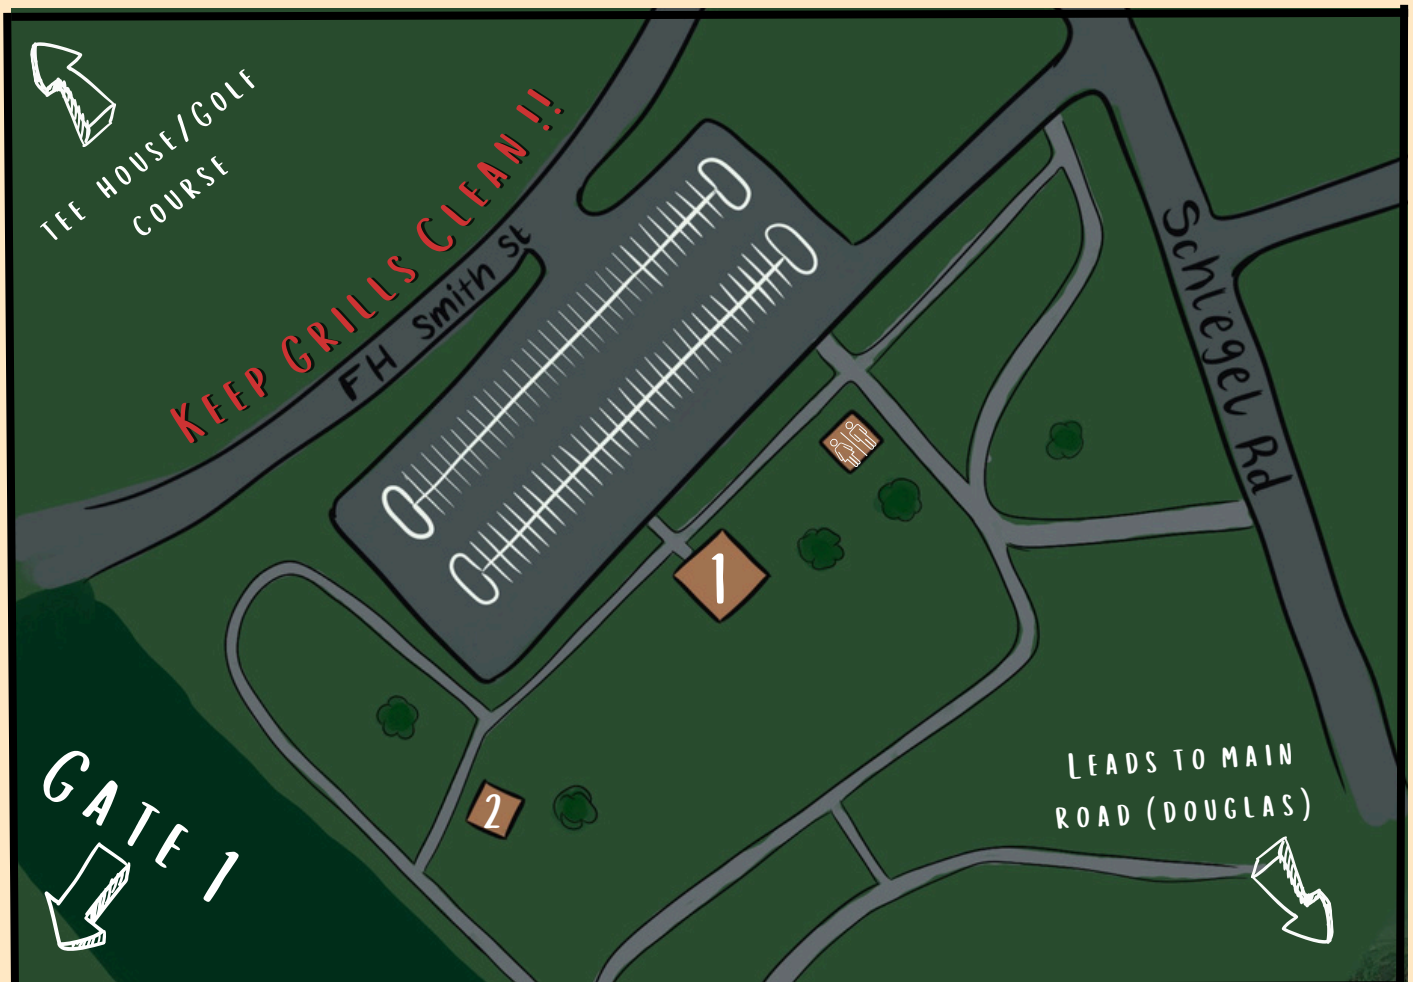 TEE HOUSE/GOLF
COURSE
KEEP GRILLS CLEAN !!
FH Smith St
Schlegel Rd
1
2
GATE 1
LEADS TO MAIN
ROAD (DOUGLAS)